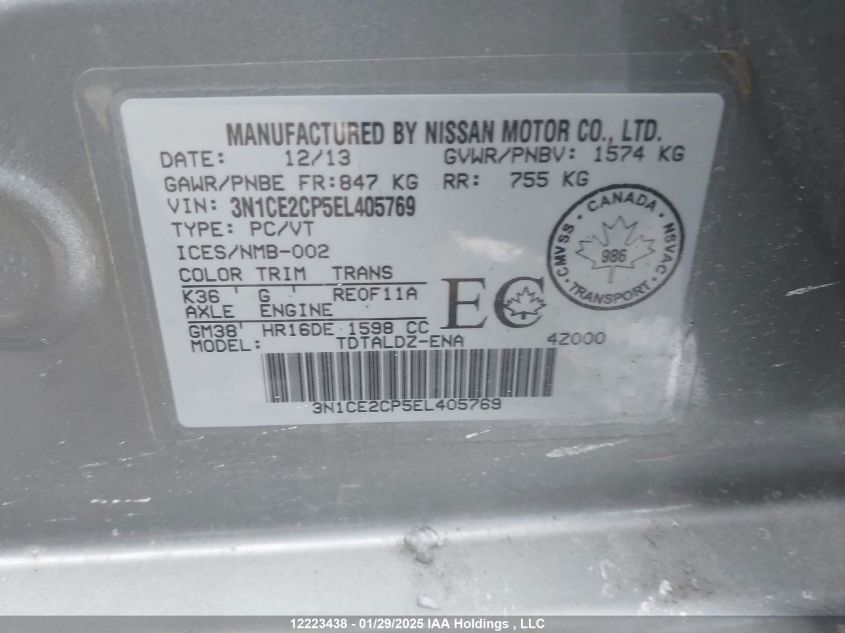 MANUFACTURED BY NISSAN MOTOR CO., LTD.
DATE: 12/13 GVWR/PNBV: 1574 KG
GAWR/PNBE FR:847 KG RR: 755 KG
VIN: 3N1CE2CP5EL405769
TYPE: PC/VT
ICES/NMB-002
CANADA
CMVSS NSVAC
986
TRANSPORT
COLOR TRIM TRANS
K36 ' G ' RE0F11A
AXLE ENGINE
GM38' HR16DE 1598 CC
EC
MODEL: TDTALDZ-ENA 4Z000
3N1CE2CP5EL405769
12223438 - 01/29/2025 IAA Holdings , LLC